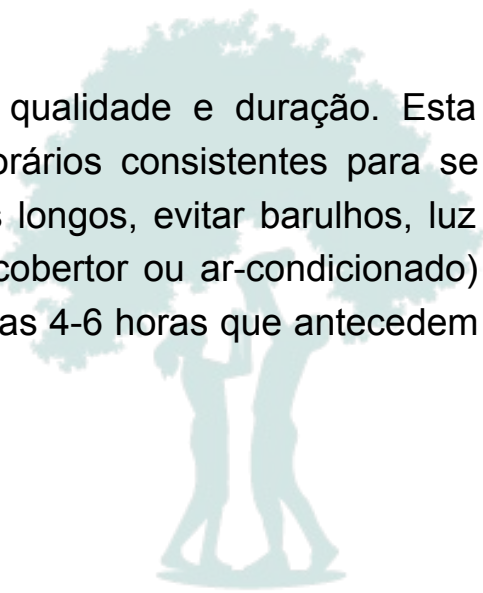 qualidade e duração. Esta
orários consistentes para se
longos, evitar barulhos, luz
cobertor ou ar-condicionado)
as 4-6 horas que antecedem